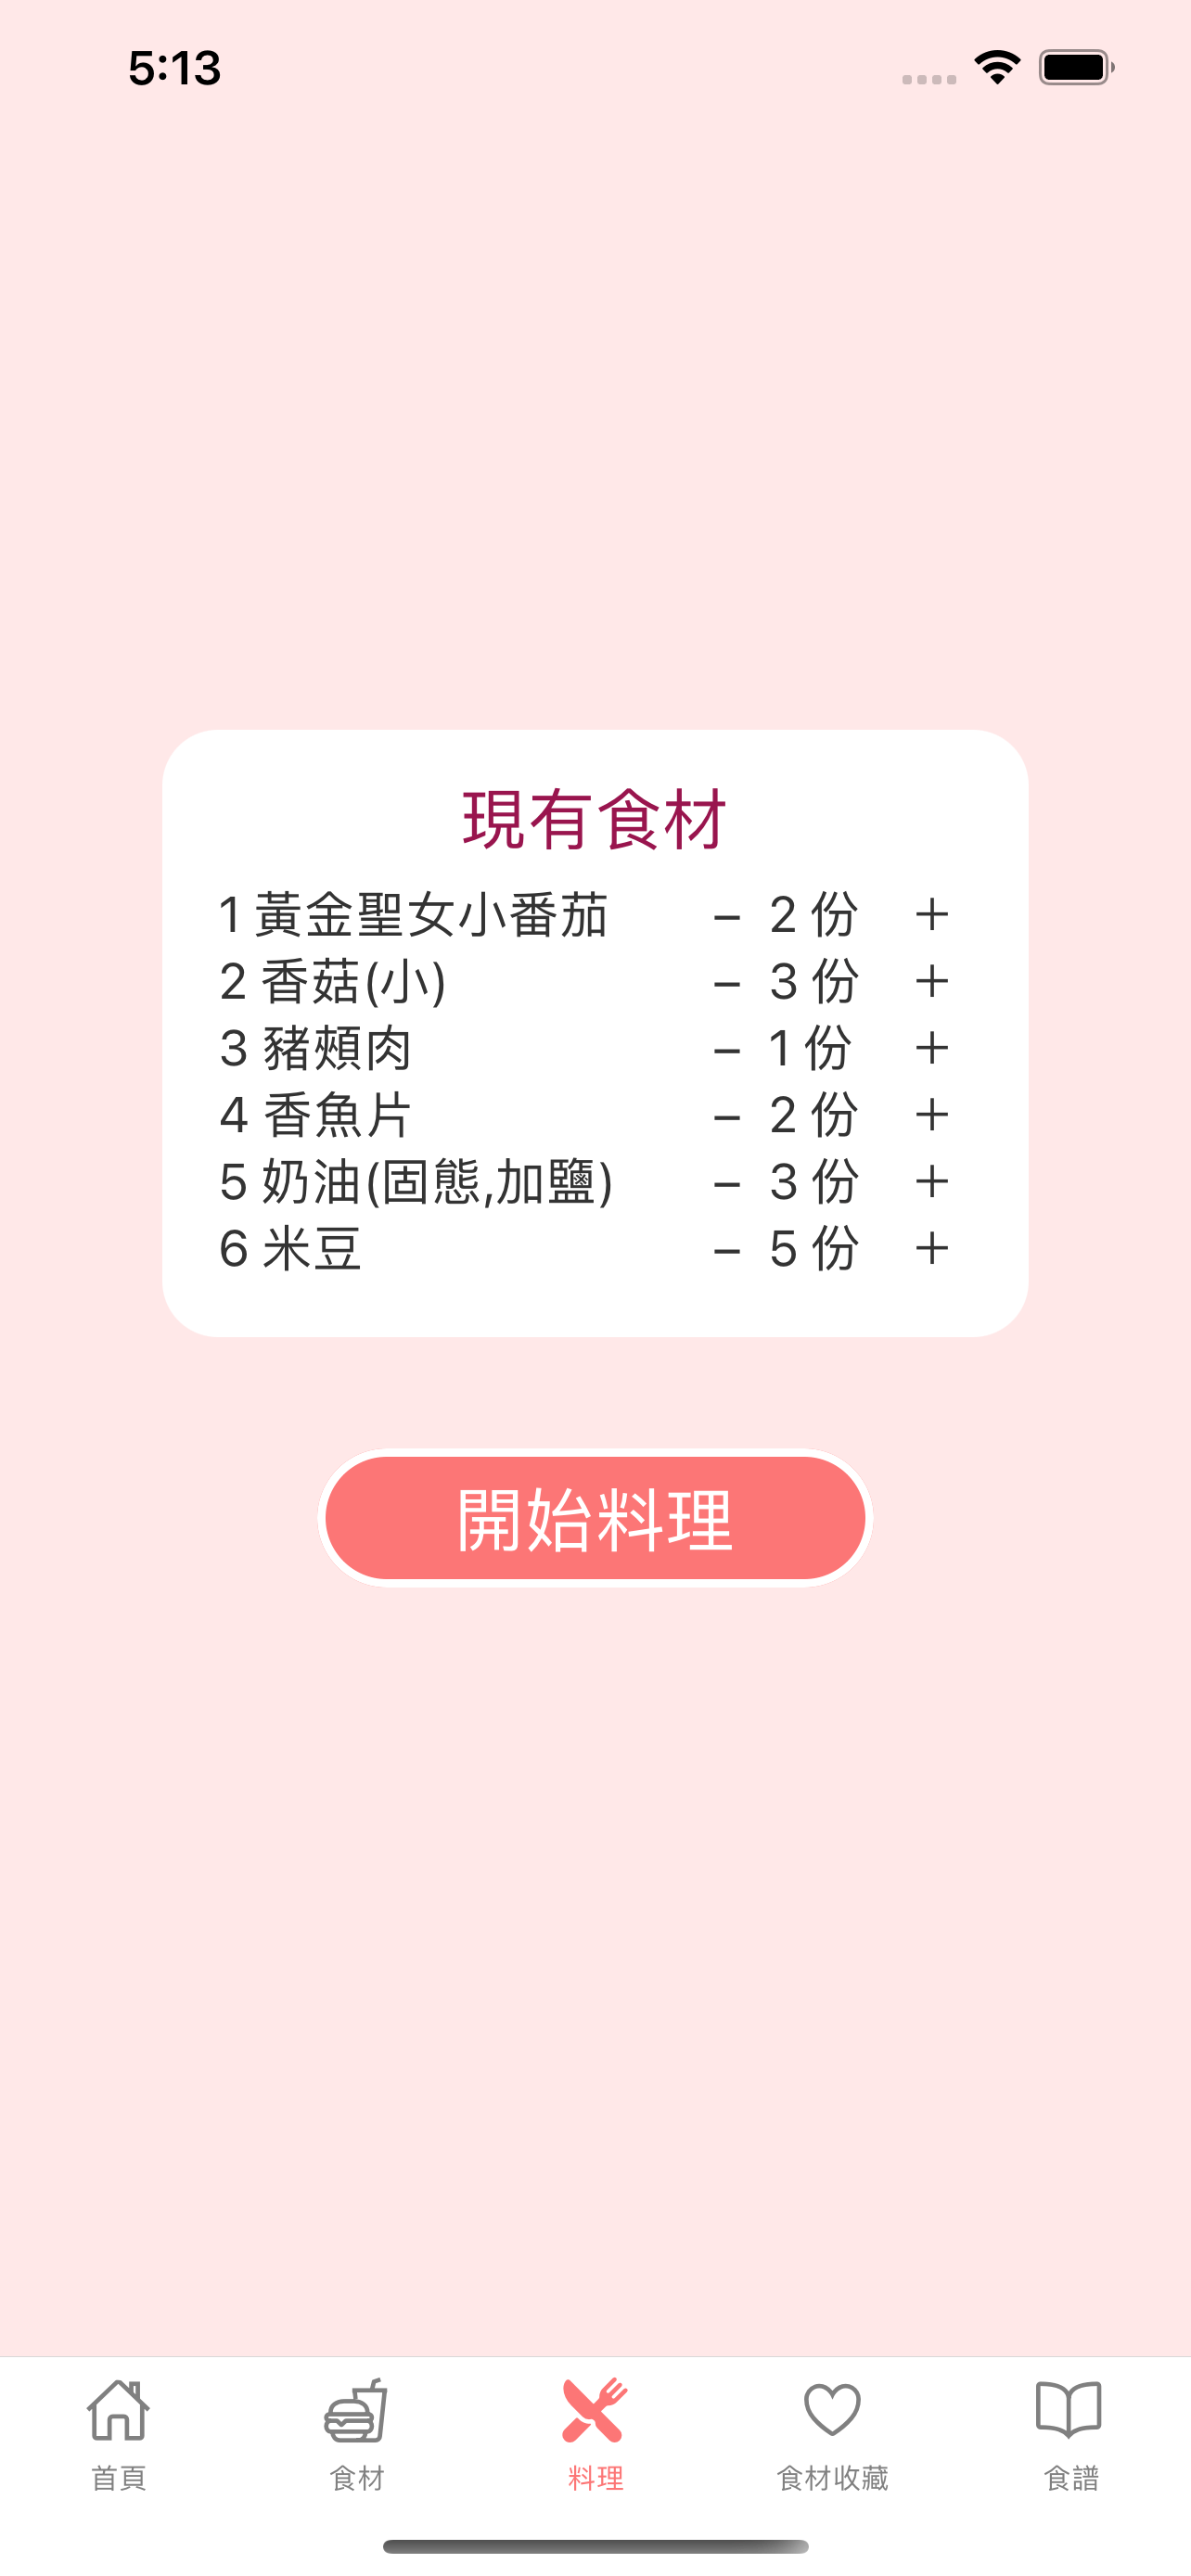 5:13
現有食材
1 黃金聖女小番茄 – 2 份 +
2 香菇(小) – 3 份 +
3 豬頰肉 – 1 份 +
4 香魚片 – 2 份 +
5 奶油(固態,加鹽) – 3 份 +
6 米豆 – 5 份 +
開始料理
首頁 食材 料理 食材收藏 食譜